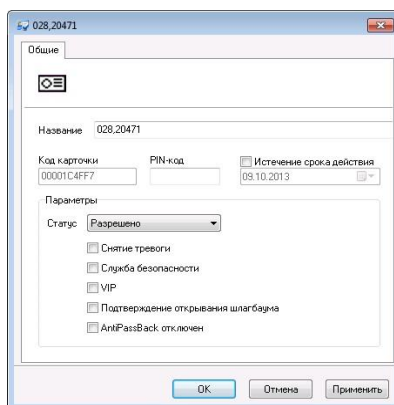 028,20471
Общие
Название 028,20471
Код карточки PIN-код Истечение срока действия
00001C4FF7 09.10.2013
Параметры
Статус Разрешено
Снятие тревоги
Служба безопасности
VIP
Подтверждение открывания шлагбаума
AntiPassBack отключен
OK Отмена Применить